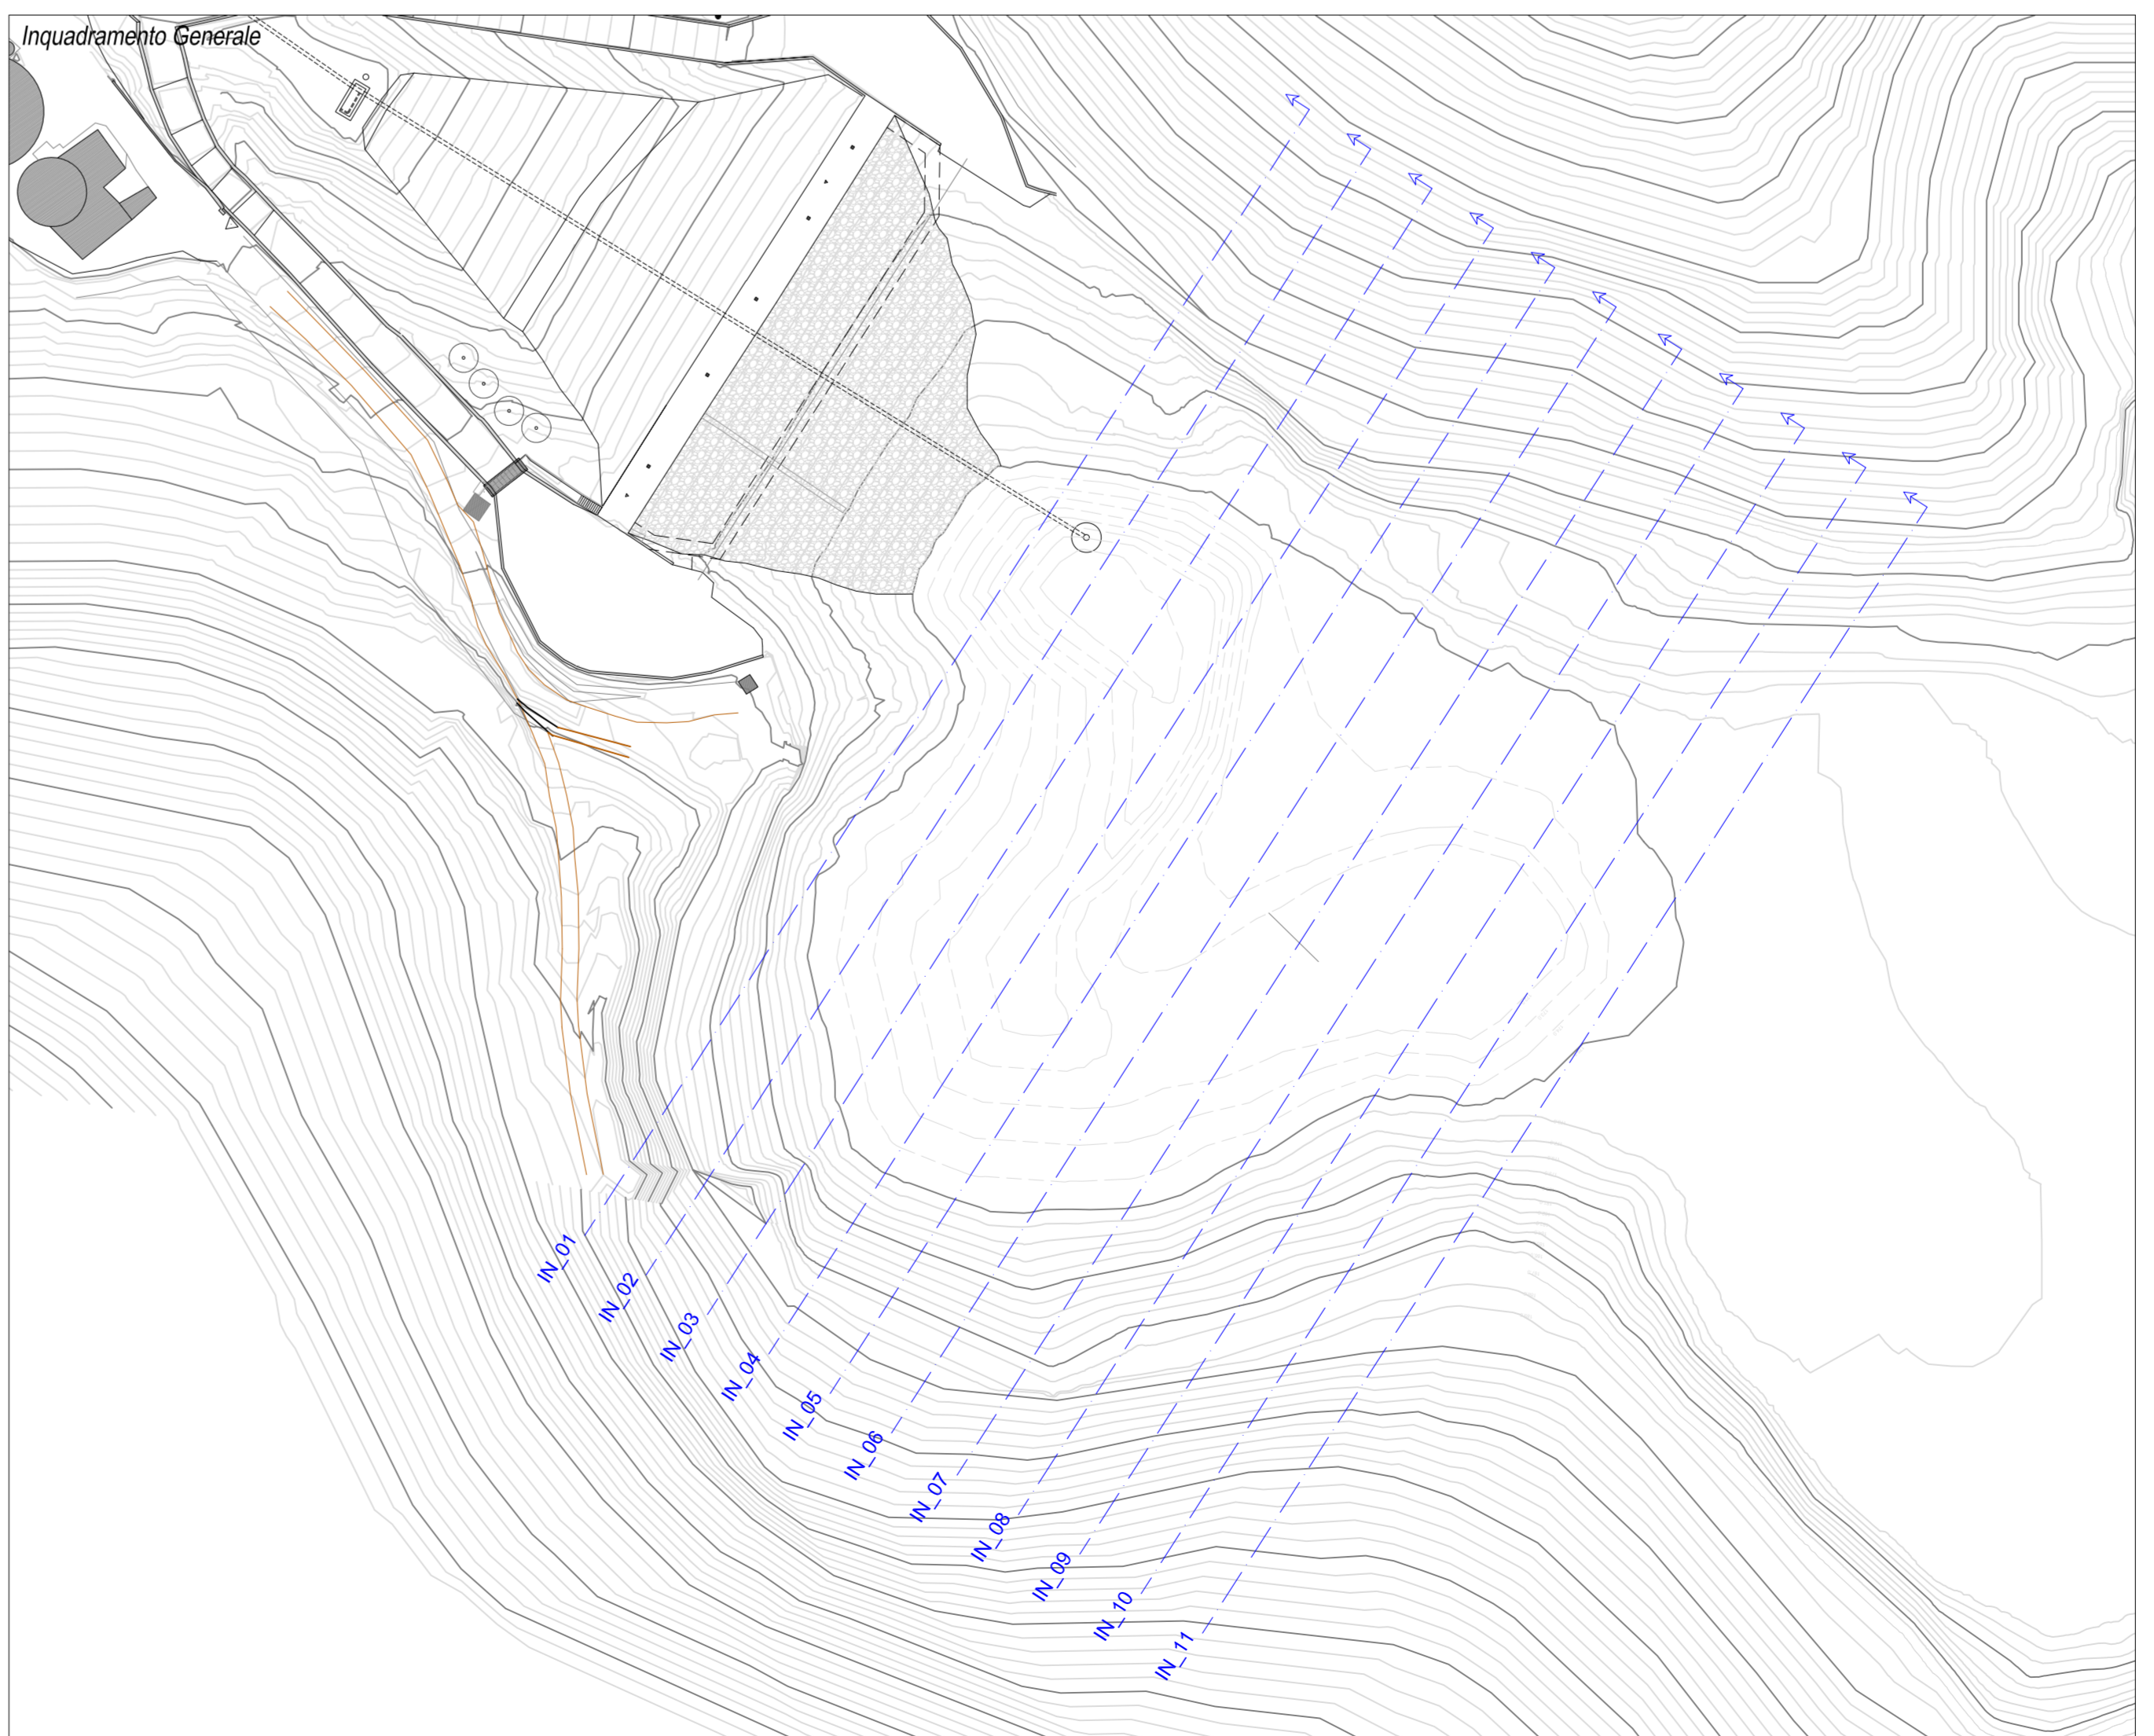 Inquadramento Generale
IN_01
IN_02
IN_03
IN_04
IN_05
IN_06
IN_07
IN_08
IN_09
IN_10
IN_11